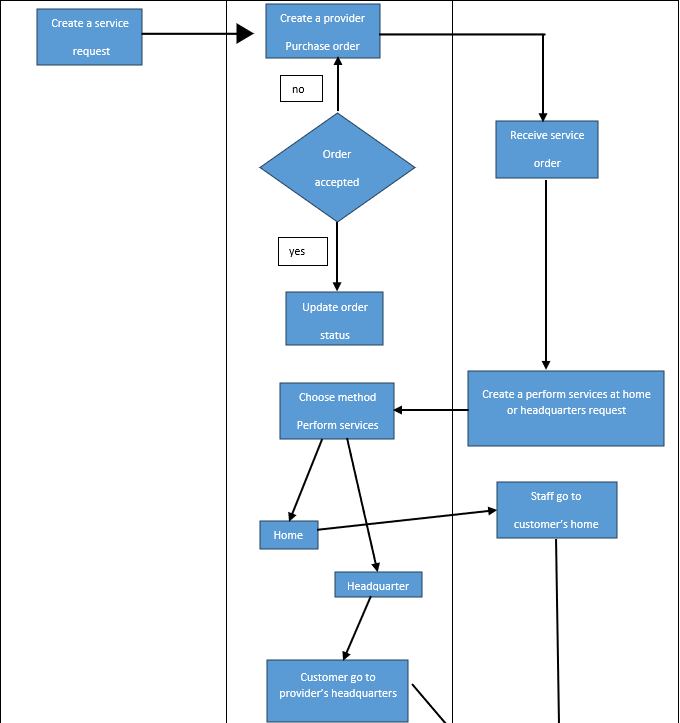 Create a service
request
Create a provider
Purchase order
no
Order
accepted
Receive service
order
yes
Update order
status
Choose method
Perform services
Create a perform services at home
or headquarters request
Staff go to
customer's home
Home
Headquarter
Customer go to
provider's headquarters